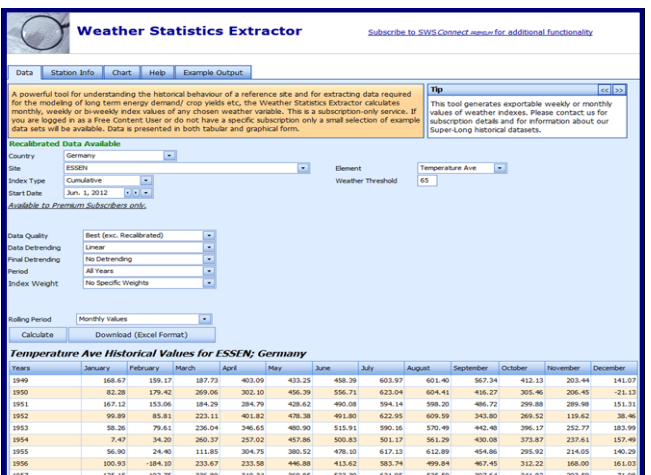 Weather Statistics Extractor
Subscribe to SWSConnect PREMIUM for additional functionality
Data Station Info Chart Help Example Output
A powerful tool for understanding the historical behaviour of a reference site and for extracting data required
for the modeling of long term energy demand/ crop yields etc, the Weather Statistics Extractor calculates
monthly, weekly or bi-weekly index values of any chosen weather variable. This is a subscription-only service. If
you are logged in as a Free Content User or do not have a specific subscription only a small selection of example
data sets will be available. Data is presented in both tabular and graphical form.
Tip << >>
This tool generates exportable weekly or monthly
values of weather indexes. Please contact us for
subscription details and for information about our
Super-Long historical datasets.
Recalibrated Data Available
Country Germany
Site ESSEN Element Temperature Ave
Index Type Cumulative Weather Threshold 65
Start Date Jun. 1, 2012
Available to Premium Subscribers only.
Data Quality Best (exc. Recalibrated)
Data Detrending Linear
Final Detrending No Detrending
Period All Years
Index Weight No Specific Weights
Rolling Period Monthly Values
Calculate Download (Excel Format)
Temperature Ave Historical Values for ESSEN; Germany
Years January February March April May June July August September October November December
1949 168.67 159.17 187.73 403.09 433.25 458.39 603.97 601.40 567.34 412.13 203.44 141.07
1950 82.28 179.42 269.06 302.10 456.39 556.71 623.04 604.41 416.27 305.46 206.45 -21.13
1951 167.12 153.06 184.29 284.79 428.62 490.08 594.14 598.20 486.72 299.88 289.98 151.31
1952 99.89 85.81 223.11 401.82 478.38 491.80 622.95 609.59 343.80 269.52 119.62 38.46
1953 58.26 79.61 236.04 346.65 480.90 515.91 590.16 570.49 442.48 396.17 252.77 183.99
1954 7.47 34.20 260.37 257.02 457.86 500.83 501.17 561.29 430.08 373.87 237.61 157.49
1955 56.90 24.40 111.85 304.75 380.52 478.10 617.13 612.89 454.86 295.92 214.05 140.29
1956 100.93 -184.10 233.67 233.58 446.88 413.62 583.74 499.84 467.45 312.22 168.00 161.03